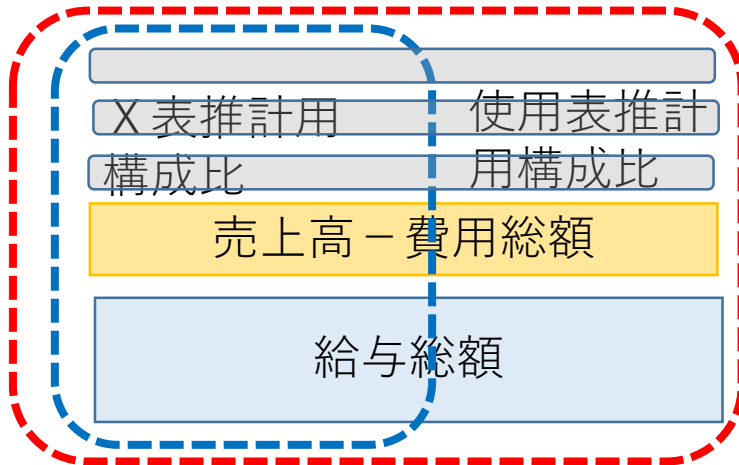 X表推計用
構成比
使用表推計
用構成比
売上高－費用総額
給与総額